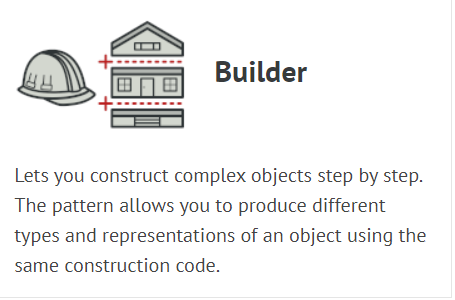 Builder
Lets you construct complex objects step by step.
The pattern allows you to produce different
types and representations of an object using the
same construction code.